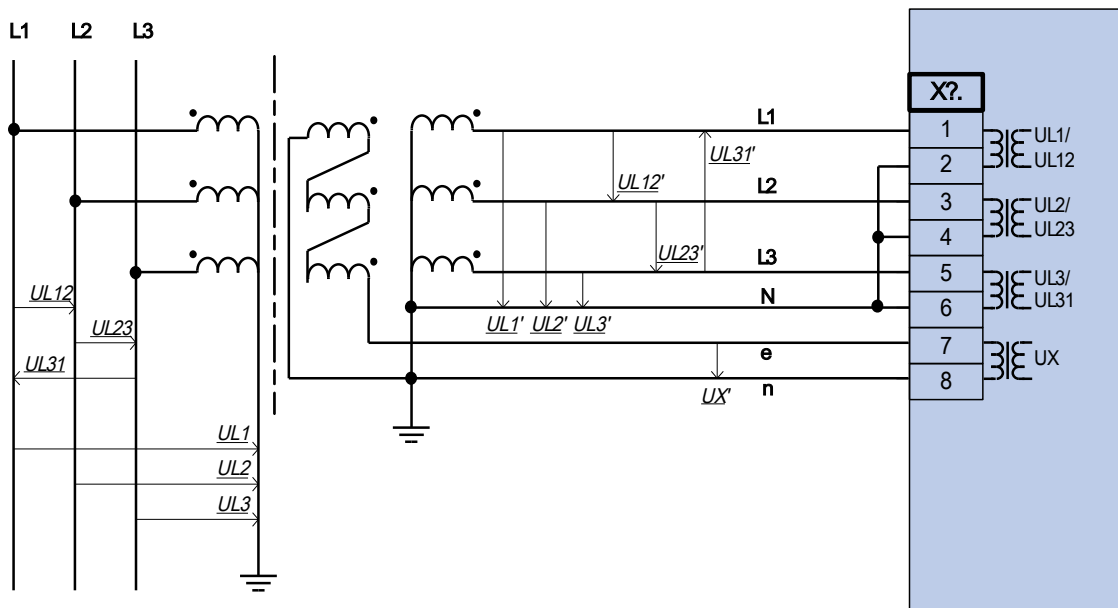 L1 L2 L3
X?.
L1
1
UL1/
UL31'
2
UL12
UL12'
L2
3
UL2/
4
UL23
UL23'
L3
5
UL3/
UL12
N
6
UL31
UL1' UL2' UL3'
UL23
7
e
UX
UL31
8
n
UX'
UL1
UL2
UL3